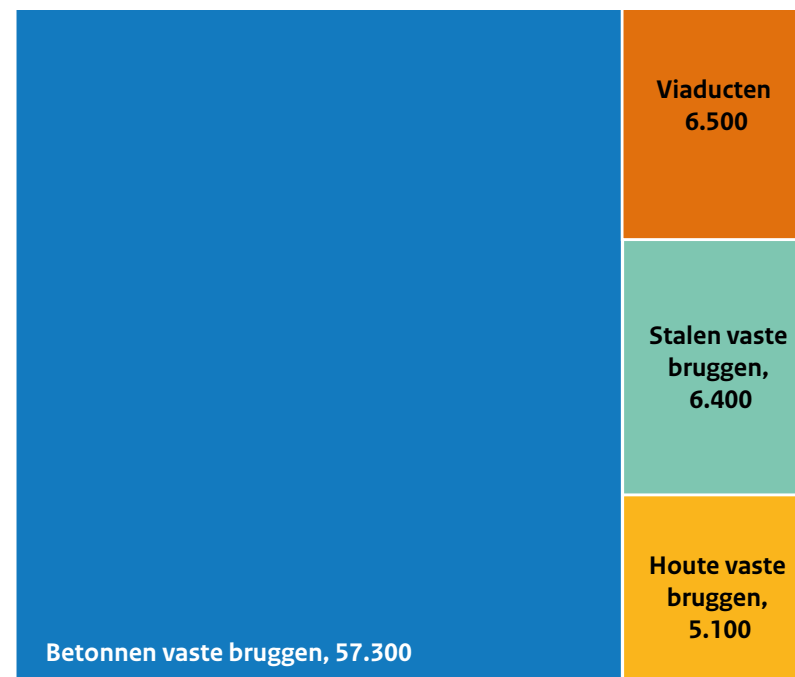 Viaducten
6.500
Stalen vaste
bruggen,
6.400
Houte vaste
bruggen,
5.100
Betonnen vaste bruggen, 57.300